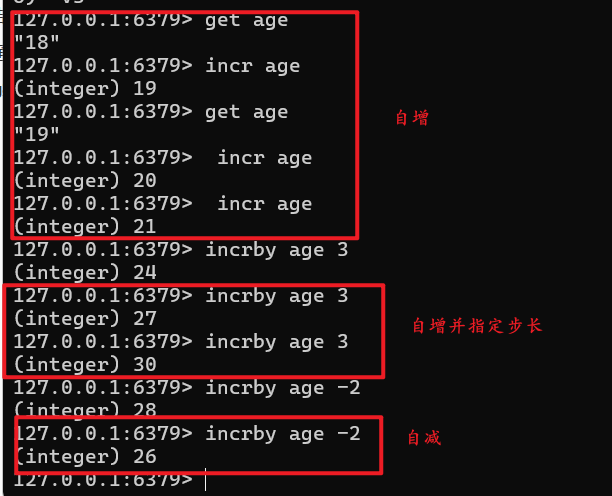 127.0.0.1:6379> get age
"18"
127.0.0.1:6379> incr age
(integer) 19
127.0.0.1:6379> get age
自增
"19"
127.0.0.1:6379>  incr age
(integer) 20
127.0.0.1:6379>  incr age
(integer) 21
127.0.0.1:6379> incrby age 3
(integer) 24
127.0.0.1:6379> incrby age 3
(integer) 27
自增并指定步长
127.0.0.1:6379> incrby age 3
(integer) 30
127.0.0.1:6379> incrby age -2
(integer) 28
127.0.0.1:6379> incrby age -2
自减
(integer) 26
127.0.0.1:6379>